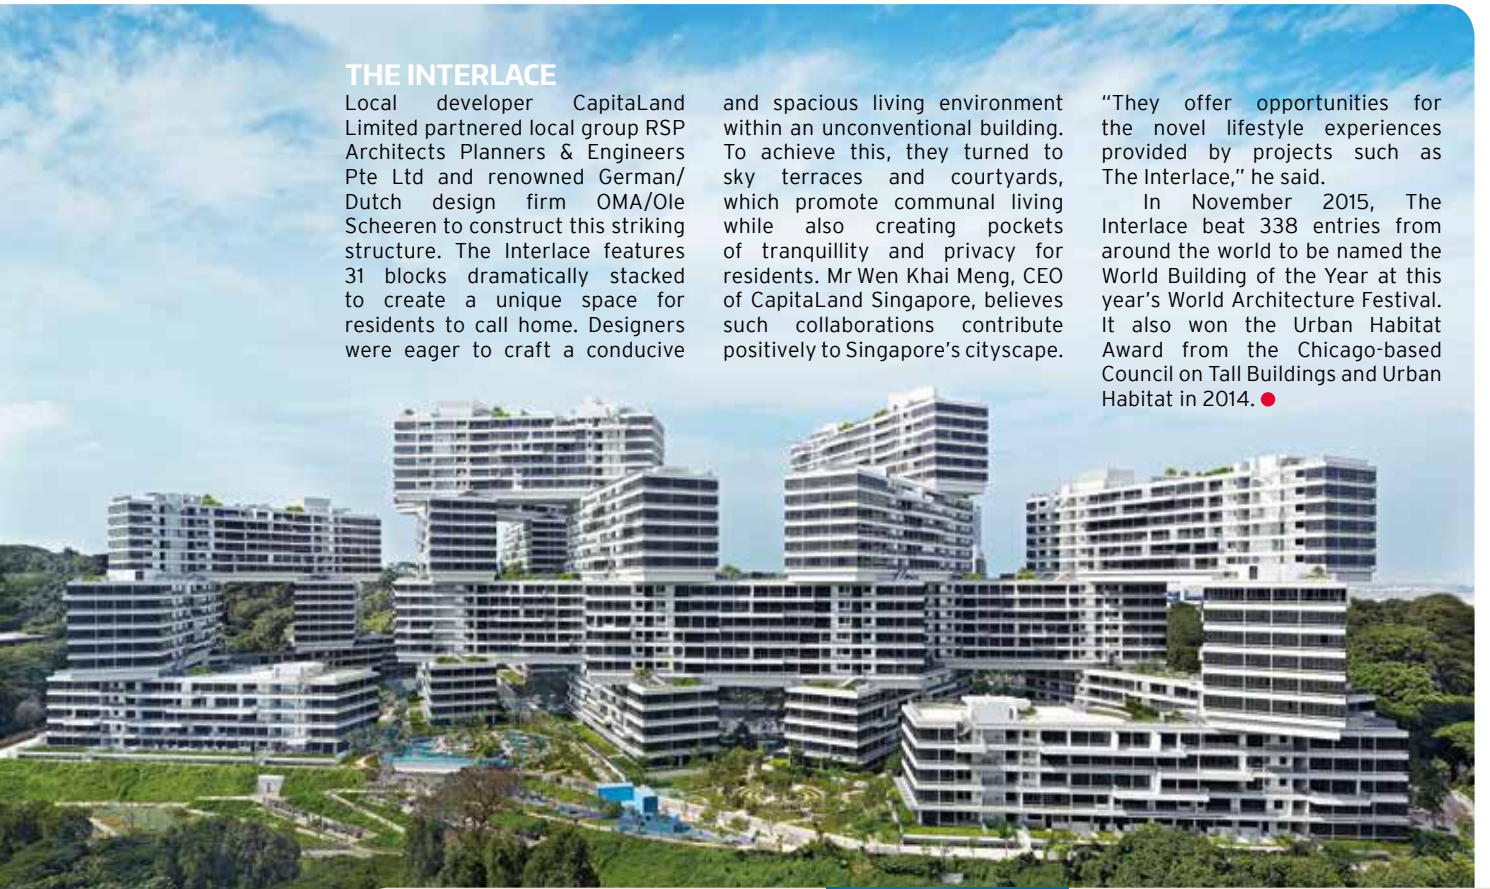 THE INTERLACE
Local developer CapitaLand
Limited partnered local group RSP
Architects Planners & Engineers
Pte Ltd and renowned German/
Dutch design firm OMA/Ole
Scheeren to construct this striking
structure. The Interlace features
31 blocks dramatically stacked
to create a unique space for
residents to call home. Designers
were eager to craft a conducive
and spacious living environment
within an unconventional building.
To achieve this, they turned to
sky terraces and courtyards,
which promote communal living
while also creating pockets
of tranquillity and privacy for
residents. Mr Wen Khai Meng, CEO
of CapitaLand Singapore, believes
such collaborations contribute
positively to Singapore’s cityscape.
“They offer opportunities for
the novel lifestyle experiences
provided by projects such as
The Interlace,” he said.
In November 2015, The
Interlace beat 338 entries from
around the world to be named the
World Building of the Year at this
year’s World Architecture Festival.
It also won the Urban Habitat
Award from the Chicago-based
Council on Tall Buildings and Urban
Habitat in 2014.